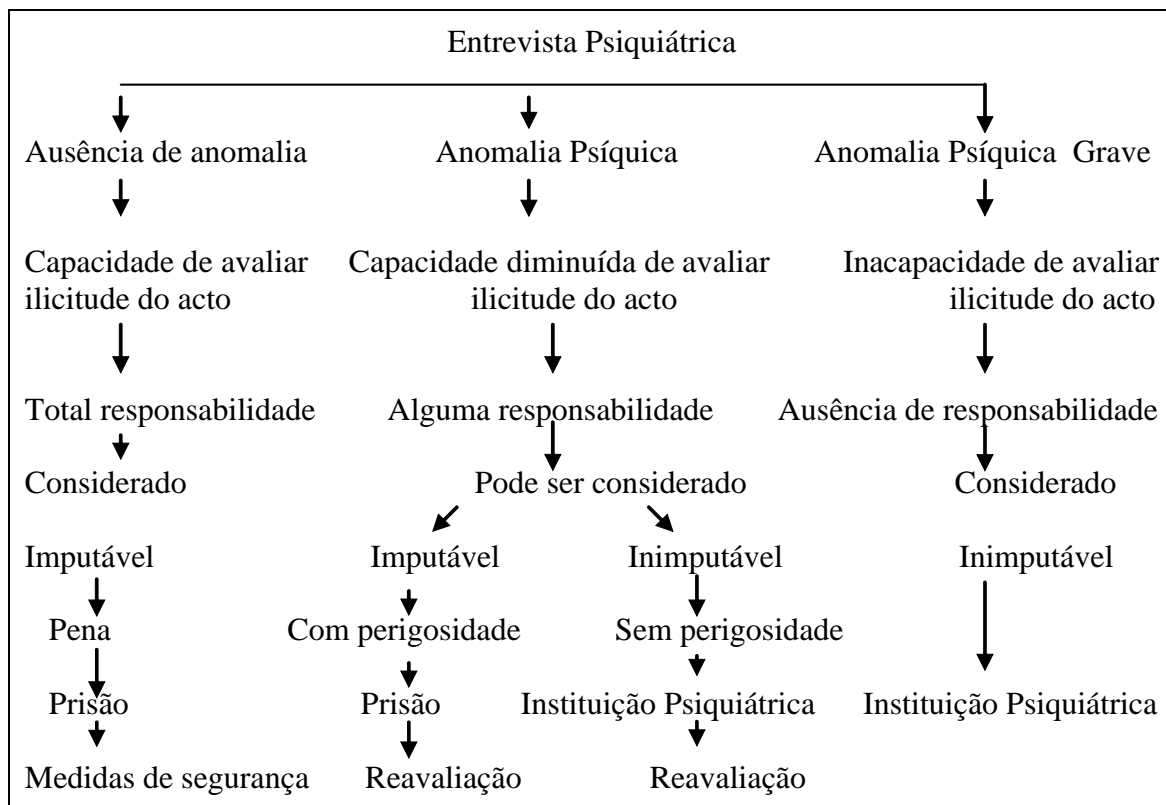 Entrevista Psiquiátrica
Ausência de anomalia Anomalia Psíquica Anomalia Psíquica Grave
Capacidade de avaliar Capacidade diminuída de avaliar Inacapacidade de avaliar
ilicitude do acto ilicitude do acto ilicitude do acto
Total responsabilidade Alguma responsabilidade Ausência de responsabilidade
Considerado Pode ser considerado Considerado
Imputável Imputável Inimputável Inimputável
Pena Com perigosidade Sem perigosidade
Prisão Prisão Instituição Psiquiátrica Instituição Psiquiátrica
Medidas de segurança Reavaliação Reavaliação